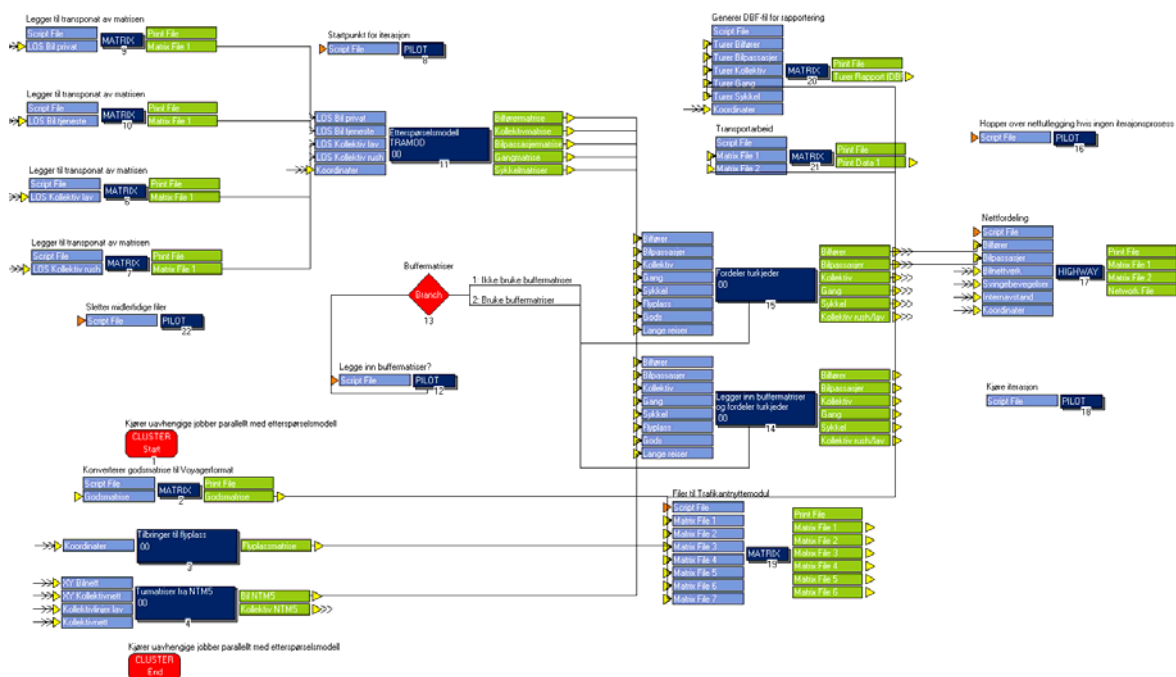 Legger til transponat av matrisen
Script File
LOS Bil privat
MATRIX
9
Print File
Matrix File 1
Legger til transponat av matrisen
Script File
LOS Bil tjeneste
MATRIX
10
Print File
Matrix File 1
Legger til transponat av matrisen
Script File
LOS Kollektiv lav
MATRIX
6
Print File
Matrix File 1
Legger til transponat av matrisen
Script File
LOS Kollektiv rush
MATRIX
7
Print File
Matrix File 1
Startpunkt for iterasjon
Script File
PILOT
8
LOS Bil privat
LOS Bil tjeneste
LOS Kollektiv lav
LOS Kollektiv rush
Koordinater
Etterspørselsmodell
TRAMOD
00
11
Bilførermatrise
Kollektivmatrise
Bilpassasjermatrise
Gangmatrise
Sykkelmatriser
Generer DBF-fil for rapportering
Script File
Turer Bilfører
Turer Bilpassasjer
Turer Kollektiv
Turer Gang
Turer Sykkel
Koordinater
MATRIX
20
Print File
Turer Rapport (DB
Transportarbeid
Script File
Matrix File 1
Matrix File 2
MATRIX
21
Print File
Print Data 1
Hopper over nettutlegging hvis ingen iterasjonsprosess
Script File
PILOT
16
Nettfordeling
Script File
Bilfører
Bilpassasjer
Bilnettverk
Svingebevegelser
Internavstand
Koordinater
HIGHWAY
17
Print File
Matrix File 1
Matrix File 2
Network File
Buffermatriser
Branch
13
1: Ikke bruke buffermatriser
2: Bruke buffermatriser
Bilfører
Bilpassasjer
Kollektiv
Gang
Sykkel
Flyplass
Gods
Lange reiser
Fordeler turkjeder
00
15
Bilfører
Bilpassasjer
Kollektiv
Gang
Sykkel
Kollektiv rush/lav
Sletter midlertidige filer
Script File
PILOT
22
Legge inn buffermatriser?
Script File
PILOT
12
Bilfører
Bilpassasjer
Kollektiv
Gang
Sykkel
Flyplass
Gods
Lange reiser
Legger inn buffermatriser
og fordeler turkjeder
00
14
Bilfører
Bilpassasjer
Kollektiv
Gang
Sykkel
Kollektiv rush/lav
Kjøre iterasjon
Script File
PILOT
18
Kjører uavhengige jobber parallelt med etterspørselsmodell
CLUSTER
Start
1
Konverterer godsmatrise til Voyagerformat
Script File
Godsmatrise
MATRIX
2
Print File
Godsmatrise
Koordinater
Tilbringer til flyplass
00
3
Flyplassmatrise
XY Bilnett
XY Kollektivnett
Kollektivlinjer lav
Kollektivnett
Turmatriser fra NTM5
00
4
Bil NTM5
Kollektiv NTM5
Filer til Trafikantnyttemodul
Script File
Matrix File 1
Matrix File 2
Matrix File 3
Matrix File 4
Matrix File 5
Matrix File 6
Matrix File 7
MATRIX
19
Print File
Matrix File 1
Matrix File 2
Matrix File 3
Matrix File 4
Matrix File 5
Matrix File 6
Kjører uavhengige jobber parallelt med etterspørselsmodell
CLUSTER
End